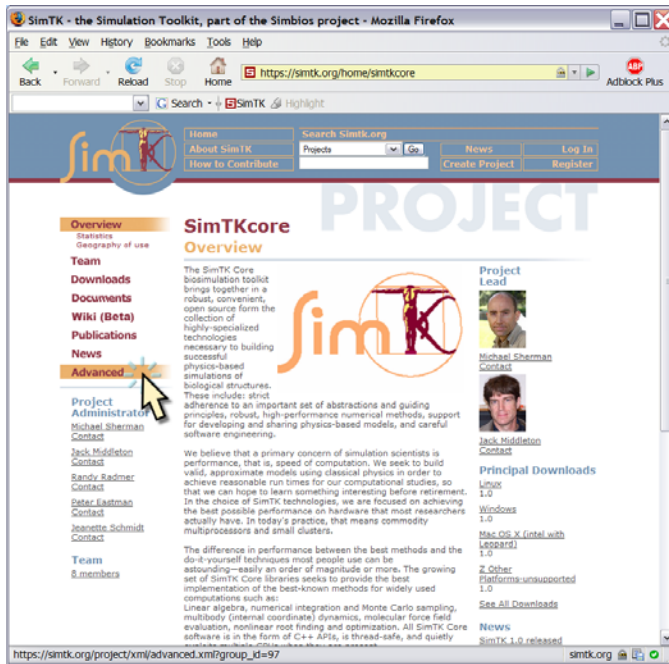 SimTK - the Simulation Toolkit, part of the Simbios project - Mozilla Firefox
File Edit View History Bookmarks Tools Help
Back Forward Reload Stop Home https://simtk.org/home/simtkcore Adblock Plus
ABP
Search SimTK Highlight
SimTK
Home
About SimTK
How to Contribute
Search Simtk.org
Projects Go
News Log In
Create Project Register
PROJECT
Overview
Statistics
Geography of use
Team
Downloads
Documents
Wiki (Beta)
Publications
News
Advanced
Project
Administrator
Michael Sherman
Contact
Jack Middleton
Contact
Randy Radmer
Contact
Peter Eastman
Contact
Jeanette Schmidt
Contact
Team
8 members
SimTKcore
Overview
The SimTK Core
biosimulation toolkit
brings together in a
robust, convenient,
open source form the
collection of
highly-specialized
technologies
necessary to building
successful
physics-based
simulations of
biological structures.
These include: strict
adherence to an important set of abstractions and guiding
principles, robust, high-performance numerical methods, support
for developing and sharing physics-based models, and careful
software engineering.
SimTK
We believe that a primary concern of simulation scientists is
performance, that is, speed of computation. We seek to build
valid, approximate models using classical physics in order to
achieve reasonable run times for our computational studies, so
that we can hope to learn something interesting before retirement.
In the choice of SimTK technologies, we are focused on achieving
the best possible performance on hardware that most researchers
actually have. In today's practice, that means commodity
multiprocessors and small clusters.
The difference in performance between the best methods and the
do-it-yourself techniques most people use can be
astounding—easily an order of magnitude or more. The growing
set of SimTK Core libraries seeks to provide the best
implementation of the best-known methods for widely used
computations such as:
Linear algebra, numerical integration and Monte Carlo sampling,
multibody (internal coordinate) dynamics, molecular force field
evaluation, nonlinear root finding and optimization. All SimTK Core
software is in the form of C++ APIs, is thread-safe, and quietly
Project
Lead
Michael Sherman
Contact
Jack Middleton
Contact
Principal Downloads
Linux
1.0
Windows
1.0
Mac OS X (intel with
Leopard)
1.0
Z Other
Platforms-unsupported
1.0
See All Downloads
News
SimTK 1.0 released
https://simtk.org/project/xml/advanced.xml?group_id=97 simtk.org